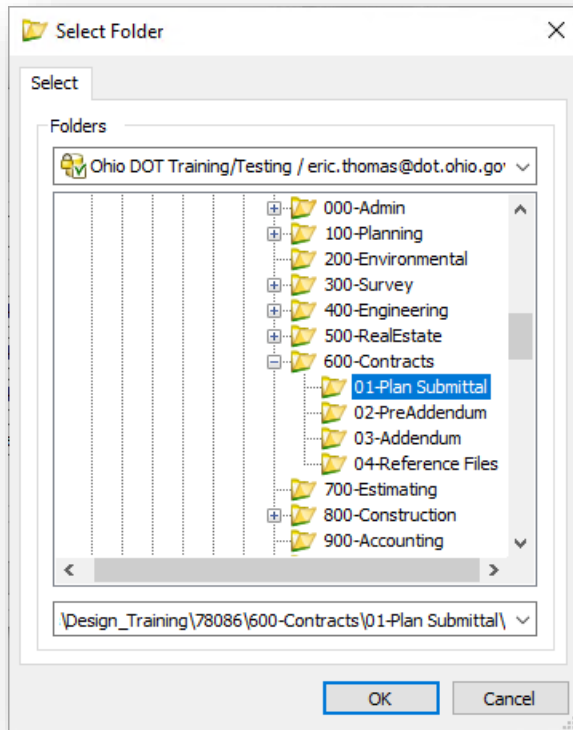 Select Folder
Select
Folders
Ohio DOT Training/Testing / eric.thomas@dot.ohio.go
000-Admin
100-Planning
200-Environmental
300-Survey
400-Engineering
500-RealEstate
600-Contracts
01-Plan Submittal
02-PreAddendum
03-Addendum
04-Reference Files
700-Estimating
800-Construction
900-Accounting
\Design_Training\78086\600-Contracts\01-Plan Submittal\
OK
Cancel